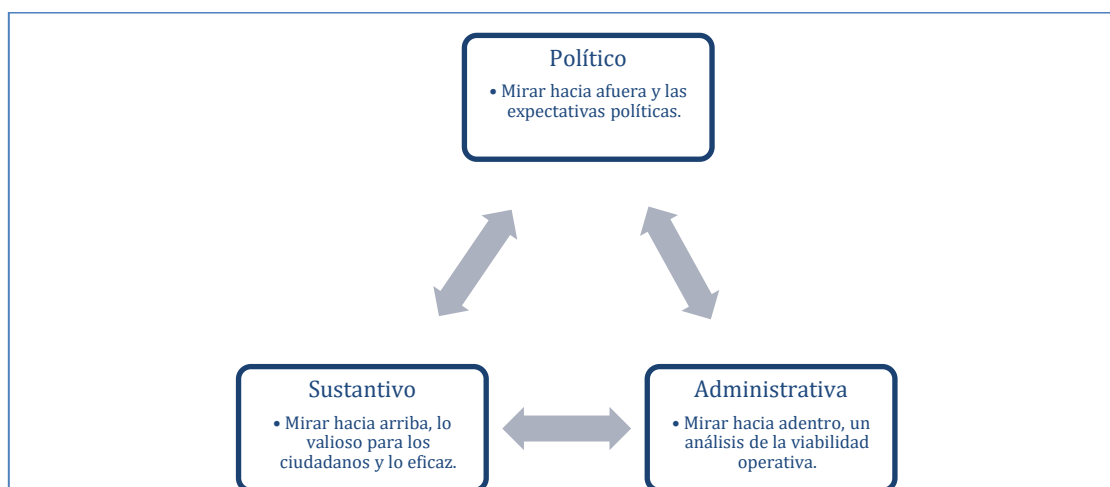 Político
• Mirar hacia afuera y las
expectativas políticas.
Sustantivo
• Mirar hacia arriba, lo
valioso para los
ciudadanos y lo eficaz.
Administrativa
• Mirar hacia adentro, un
análisis de la viabilidad
operativa.